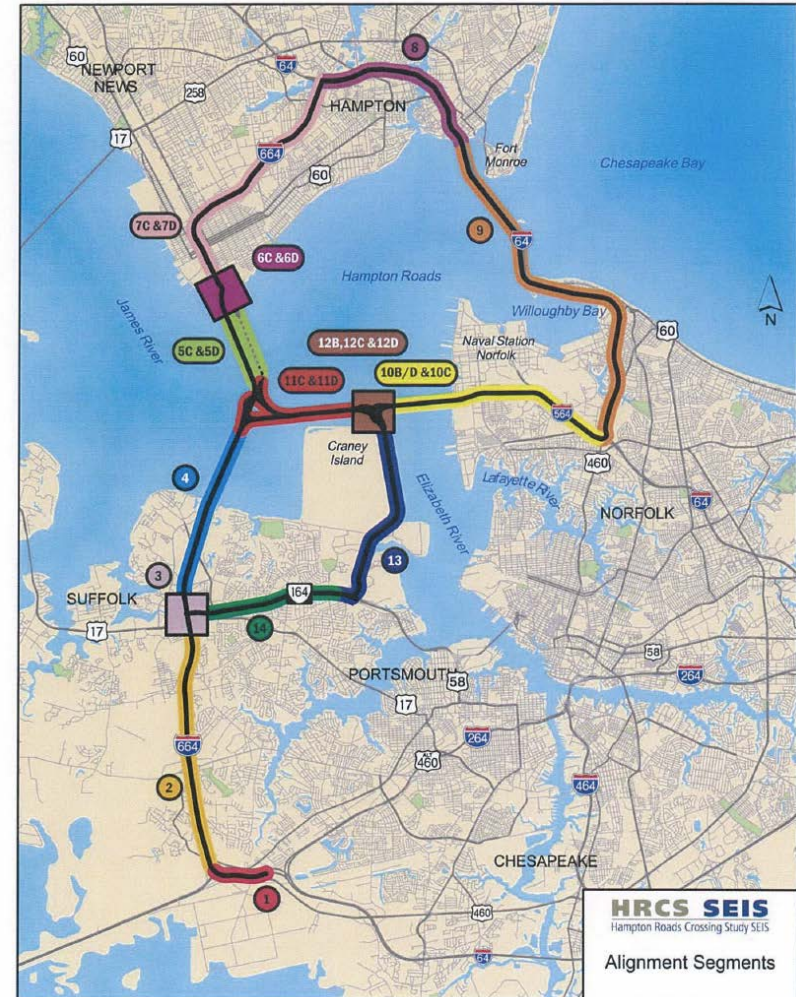 60
NEWPORT
NEWS
64
8
258
HAMPTON
17
664
60
Fort
Monroe
Chesapeake Bay
7C &7D
9
64
6C &6D
Hampton Roads
James River
Willoughby Bay
60
N
Naval Station
Norfolk
5C &5D
12B,12C &12D
11C &11D
10B/D &10C
564
Craney
Island
460
4
Elizabeth River
Lafayette River
64
NORFOLK
13
3
164
SUFFOLK
17
14
58
PORTSMOUTH
58
264
17
264
664
ALT
460
2
464
CHESAPEAKE
1
460
64
HRCS SEIS
Hampton Roads Crossing Study SEIS
Alignment Segments